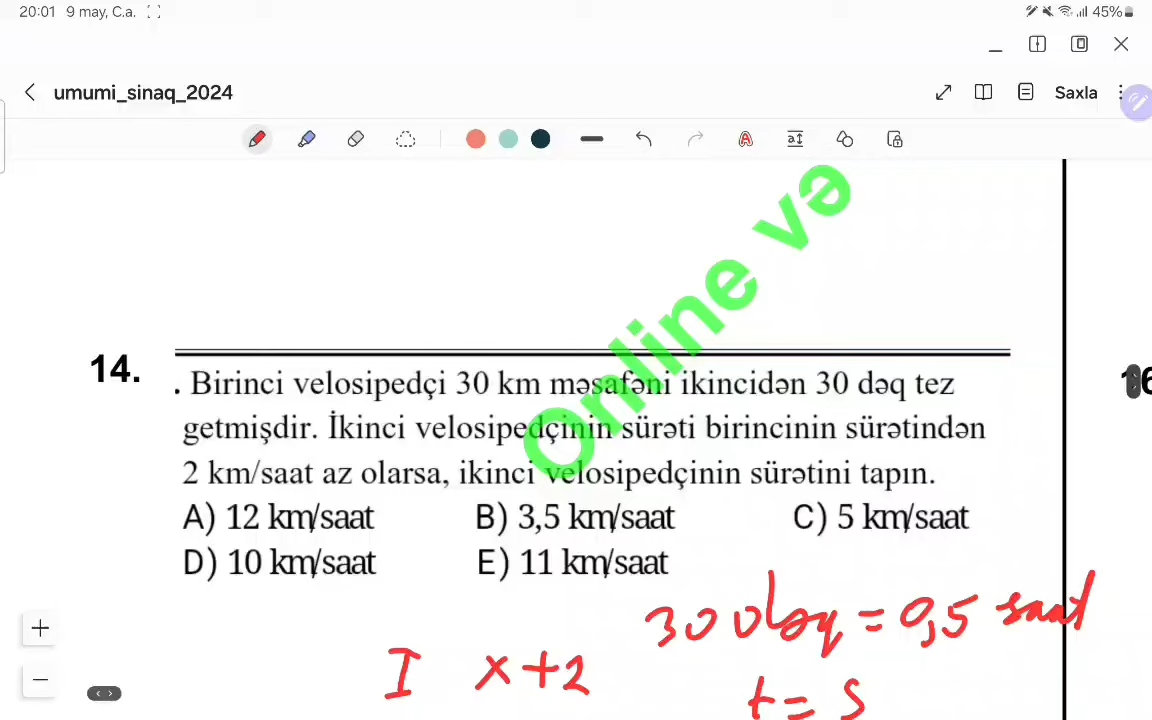 20:01 9 may, C.a. 45%
umumi_sinaq_2024 Saxla
Online və
14.
. Birinci velosipedçi 30 km məsafəni ikincidən 30 dəq tez
getmişdir. İkinci velosipedçinin sürəti birincinin sürətindən
2 km/saat az olarsa, ikinci velosipedçinin sürətini tapın.
A) 12 km/saat B) 3,5 km/saat C) 5 km/saat
D) 10 km/saat E) 11 km/saat
30 dəq = 0,5 saat
I x+2
t = S